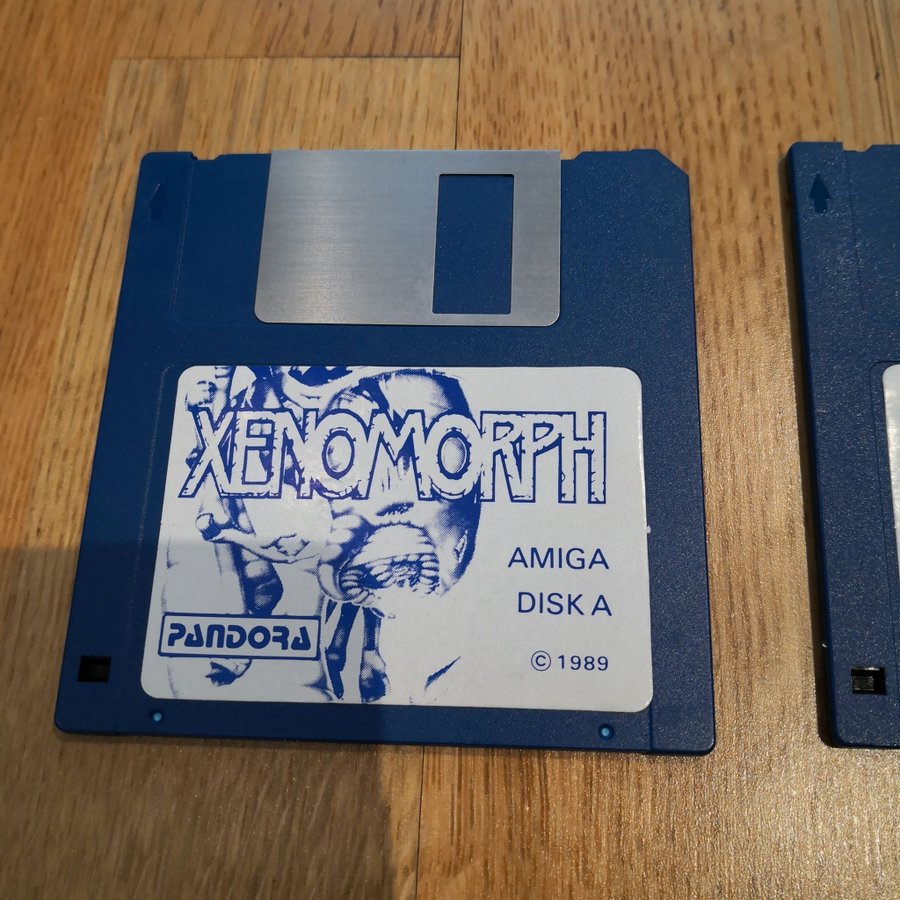 XENOMORPH
AMIGA
DISK A
PANDORA
© 1989